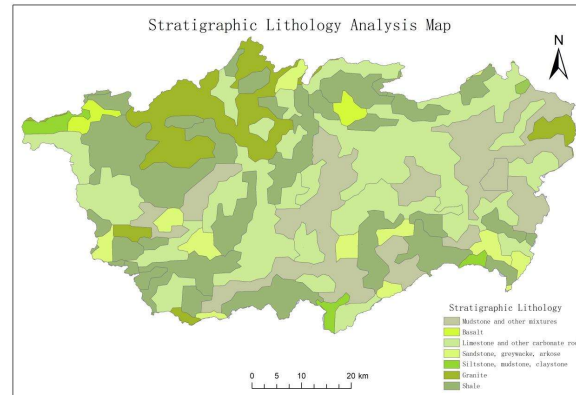 Stratigraphic Lithology Analysis Map
N
Stratigraphic Lithology
Mudstone and other mixtures
Basalt
Limestone and other carbonate roc
Sandstone, greywacke, arkose
Siltstone, mudstone, claystone
Granite
Shale
0 5 10 20 km